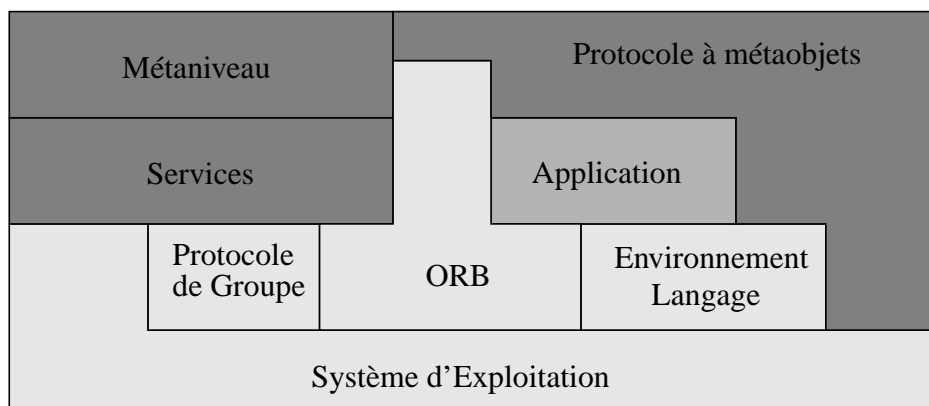 Métaniveau
Protocole à métaobjets
Services
Application
Protocole
de Groupe
ORB
Environnement
Langage
Système d’Exploitation